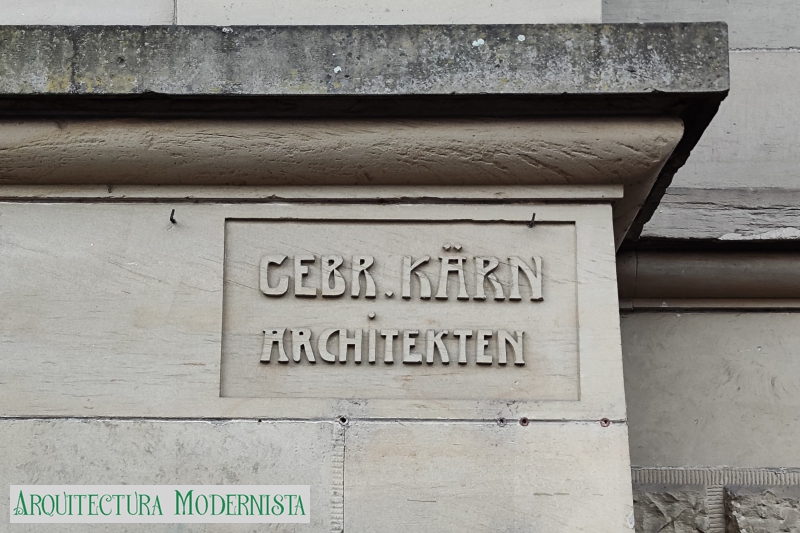 GEBR. KÄRN
ARCHITEKTEN
Arquitectura Modernista